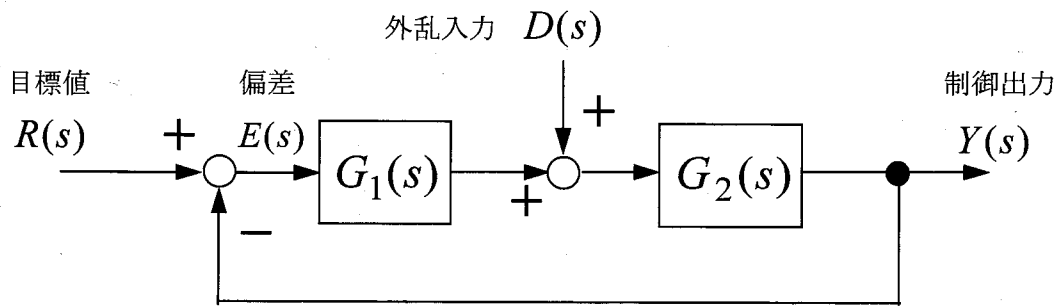 外乱入力 D(s)
目標値
偏差
制御出力
R(s)
+
E(s)
G₁(s)
+
+
G₂(s)
Y(s)
−